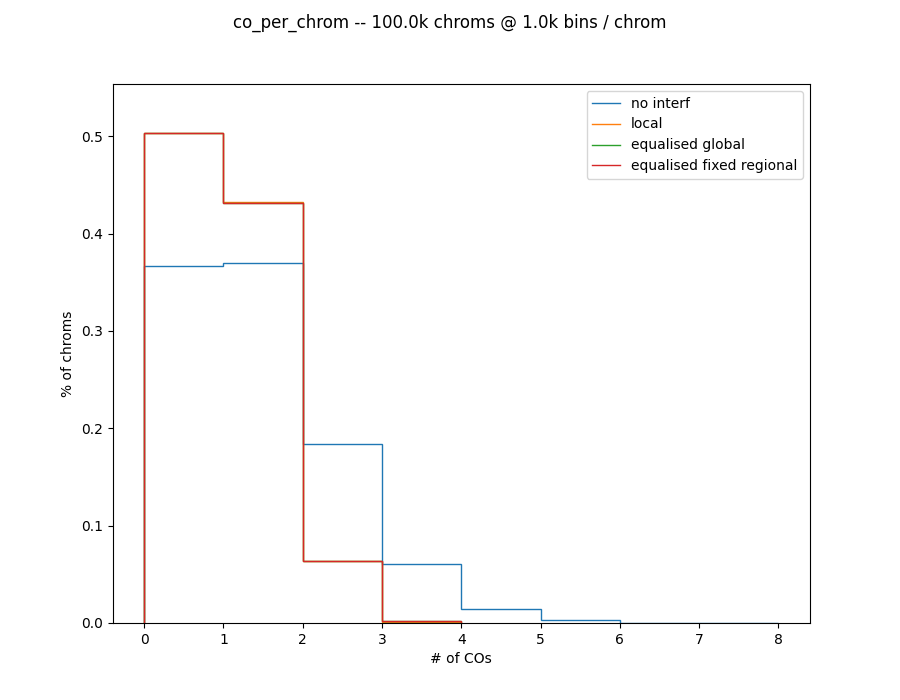 co_per_chrom -- 100.0k chroms @ 1.0k bins / chrom
no interf
local
equalised global
equalised fixed regional
% of chroms
0.5
0.4
0.3
0.2
0.1
0.0
0 1 2 3 4 5 6 7 8
# of COs